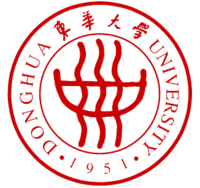 東華大學
DONGHUA UNIVERSITY
· 1951 ·